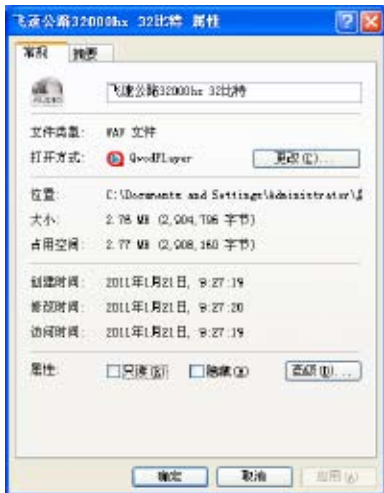 飞速公路32000hz 32比特 属性
常规 摘要
飞速公路32000hz 32比特
文件类型: WAV 文件
打开方式: QvodPlayer 更改(C)...
位置: C:\Documents and Settings\Administrator\
大小: 2.76 MB (2,904,796 字节)
占用空间: 2.77 MB (2,908,160 字节)
创建时间: 2011年1月21日, 9:27:19
修改时间: 2011年1月21日, 9:27:20
访问时间: 2011年1月21日, 9:27:19
属性: 只读(R) 隐藏(H) 高级(D)...
确定 取消 应用(A)